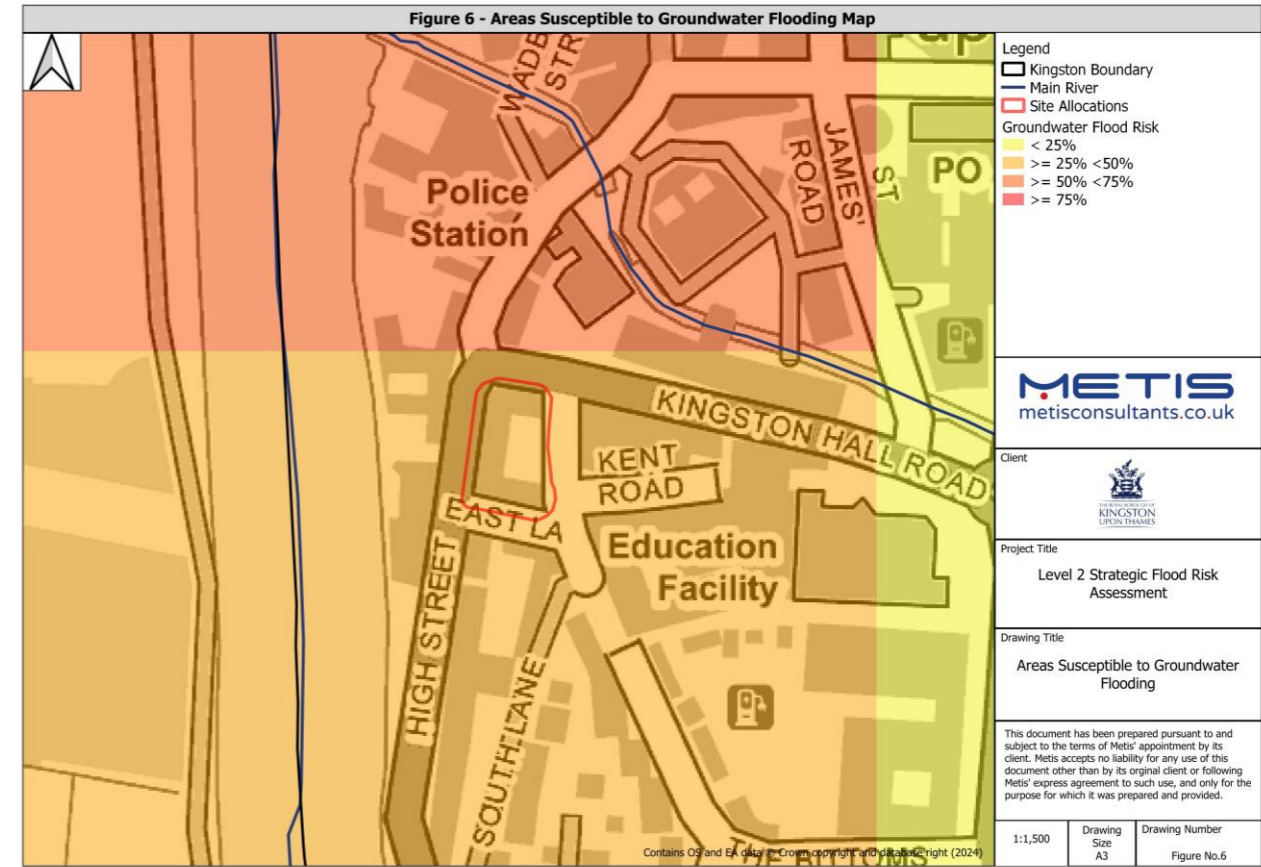 Figure 6 - Areas Susceptible to Groundwater Flooding Map
Legend
Kingston Boundary
Main River
Site Allocations
Groundwater Flood Risk
< 25%
>= 25% <50%
>= 50% <75%
>= 75%
STR
Police
Station
JAMES'
ROAD
ST
PO
KINGSTON HALL ROAD
KENT
ROAD
EAST LA
Education
Facility
HIGH STREET
SOUTH LANE
Contains OS and EA data © Crown copyright and database right (2024)
METIS
metisconsultants.co.uk
Client
THE ROYAL BOROUGH OF
KINGSTON
UPON THAMES
Project Title
Level 2 Strategic Flood Risk
Assessment
Drawing Title
Areas Susceptible to Groundwater
Flooding
This document has been prepared pursuant to and
subject to the terms of Metis' appointment by its
client. Metis accepts no liability for any use of this
document other than by its orginal client or following
Metis' express agreement to such use, and only for the
purpose for which it was prepared and provided.
1:1,500
Drawing
Size
A3
Drawing Number
Figure No.6